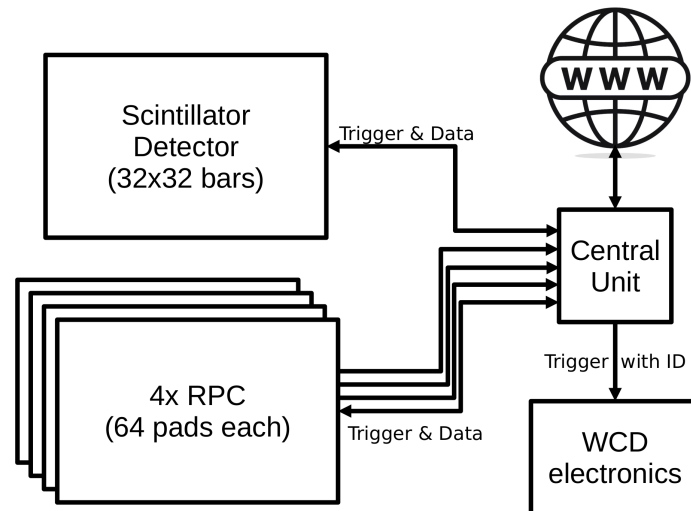 Scintillator
Detector
(32x32 bars)
Trigger & Data
WWW
Central
Unit
Trigger with ID
4x RPC
(64 pads each)
Trigger & Data
WCD
electronics